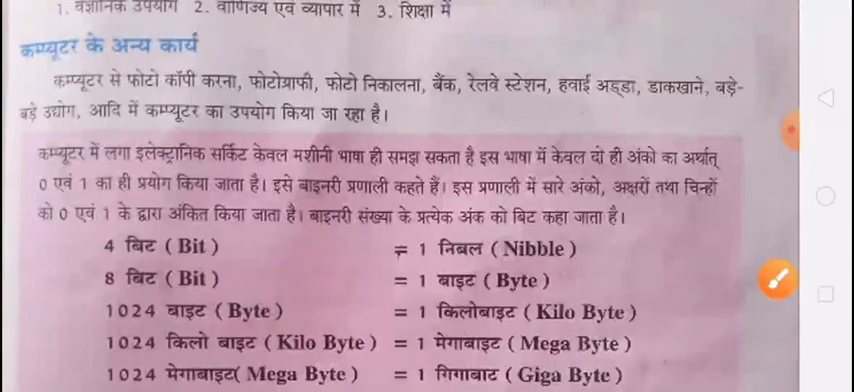 1. वैज्ञानिक उपयोग 2. वाणिज्य एवं व्यापार में 3. शिक्षा में
कम्प्यूटर के अन्य कार्य
कम्प्यूटर से फोटो कॉपी करना, फोटोग्राफी, फोटो निकालना, बैंक, रेलवे स्टेशन, हवाई अड्डा, डाकखाने, बड़े-
बड़े उद्योग, आदि में कम्प्यूटर का उपयोग किया जा रहा है।
कम्प्यूटर में लगा इलेक्ट्रानिक सर्किट केवल मशीनी भाषा ही समझ सकता है इस भाषा में केवल दो ही अंको का अर्थात्
0 एवं 1 का ही प्रयोग किया जाता है। इसे बाइनरी प्रणाली कहते हैं। इस प्रणाली में सारे अंको, अक्षरों तथा चिन्हों
को 0 एवं 1 के द्वारा अंकित किया जाता है। बाइनरी संख्या के प्रत्येक अंक को बिट कहा जाता है।
4 बिट ( Bit ) = 1 निबल ( Nibble )
8 बिट ( Bit ) = 1 बाइट ( Byte )
1024 बाइट ( Byte ) = 1 किलोबाइट ( Kilo Byte )
1024 किलो बाइट ( Kilo Byte ) = 1 मेगाबाइट ( Mega Byte )
1024 मेगाबाइट( Mega Byte ) = 1 गिगाबाट ( Giga Byte )